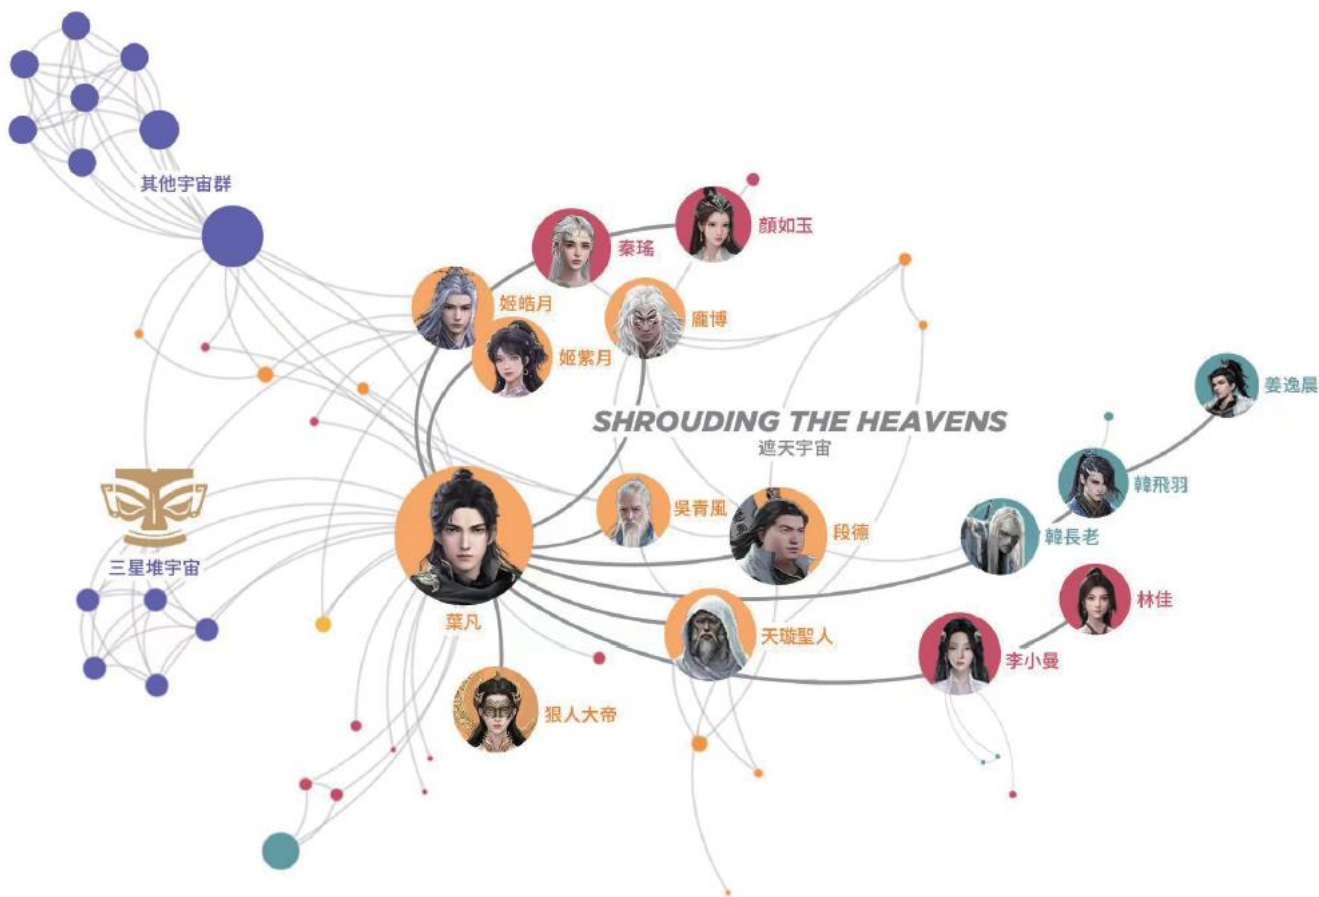 其他宇宙群
顏如玉
秦瑤
姬皓月
龐博
姬紫月
姜逸晨
SHROUDING THE HEAVENS
遮天宇宙
韓飛羽
吳青風
段德
韓長老
三星堆宇宙
林佳
葉凡
天璇聖人
李小曼
狠人大帝